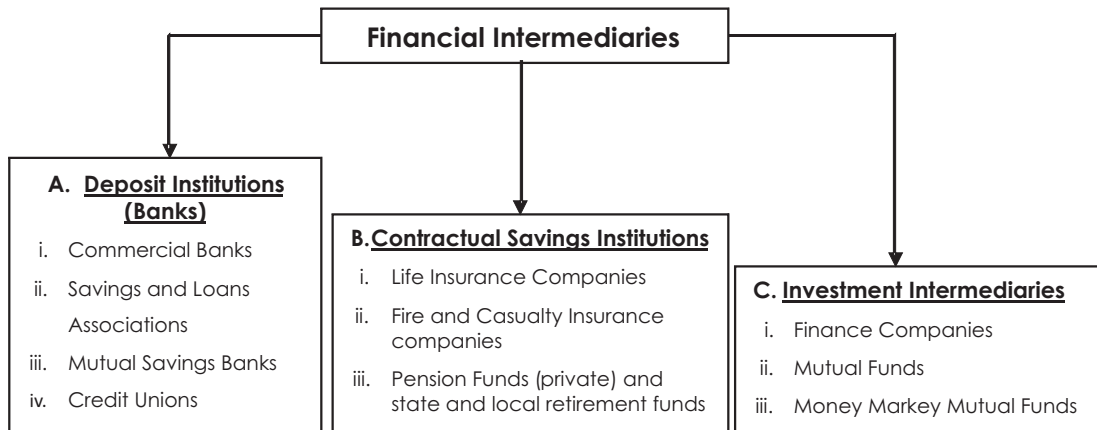 Financial Intermediaries
A. Deposit Institutions
(Banks)
i. Commercial Banks
ii. Savings and Loans
Associations
iii. Mutual Savings Banks
iv. Credit Unions
B. Contractual Savings Institutions
i. Life Insurance Companies
ii. Fire and Casualty Insurance
companies
iii. Pension Funds (private) and
state and local retirement funds
C. Investment Intermediaries
i. Finance Companies
ii. Mutual Funds
iii. Money Markey Mutual Funds